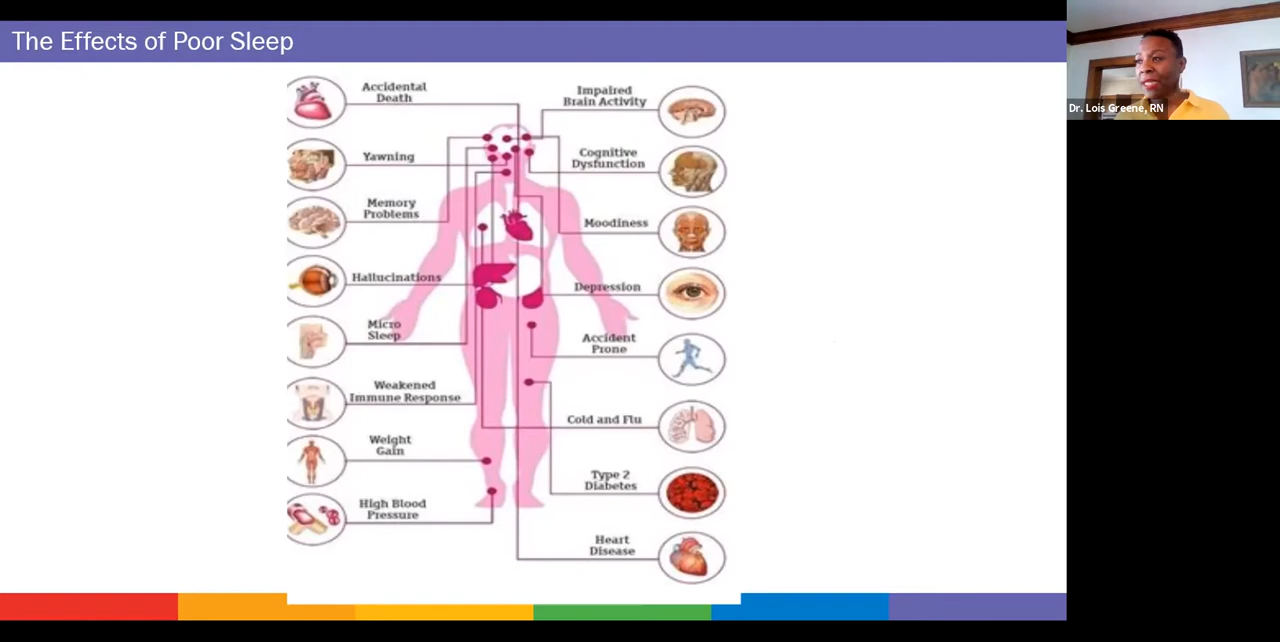 The Effects of Poor Sleep
Dr. Lois Greene, RN
Accidental
Death
Yawning
Memory
Problems
Hallucinations
Micro
Sleep
Weakened
Immune Response
Weight
Gain
High Blood
Pressure
Impaired
Brain Activity
Cognitive
Dysfunction
Moodiness
Depression
Accident
Prone
Cold and Flu
Type 2
Diabetes
Heart
Disease